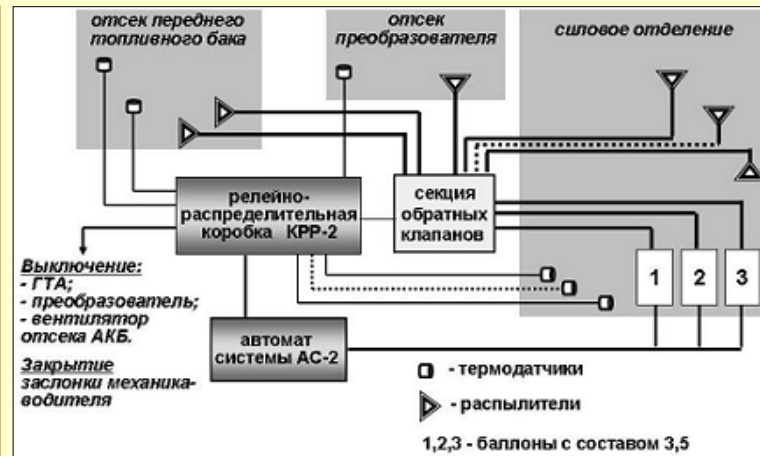 отсек переднего
топливного бака
отсек
преобразователя
силовое отделение
релейно-
распределительная
коробка КРР-2
секция
обратных
клапанов
1
2
3
Выключение:
- ГТА;
- преобразователь;
- вентилятор
отсека АКБ.
Закрытие
заслонки механика-
водителя
автомат
системы АС-2
- термодатчики
- распылители
1,2,3 - баллоны с составом 3,5